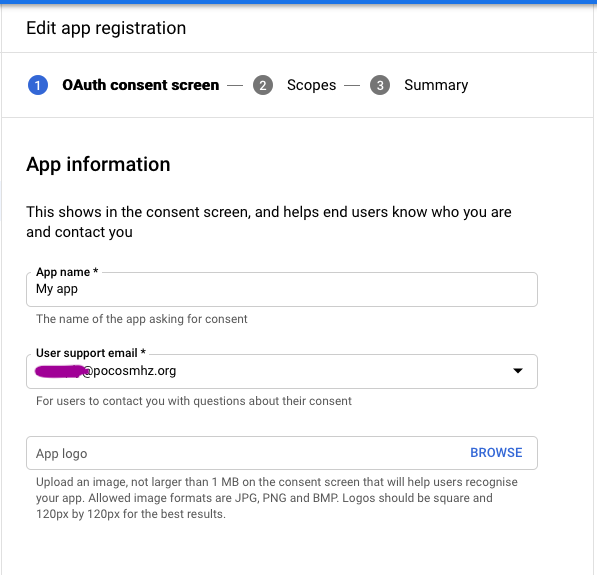 Edit app registration
1 OAuth consent screen — 2 Scopes — 3 Summary
App information
This shows in the consent screen, and helps end users know who you are
and contact you
App name *
My app
The name of the app asking for consent
User support email *
@pocosmhz.org
For users to contact you with questions about their consent
App logo BROWSE
Upload an image, not larger than 1 MB on the consent screen that will help users recognise
your app. Allowed image formats are JPG, PNG and BMP. Logos should be square and
120px by 120px for the best results.